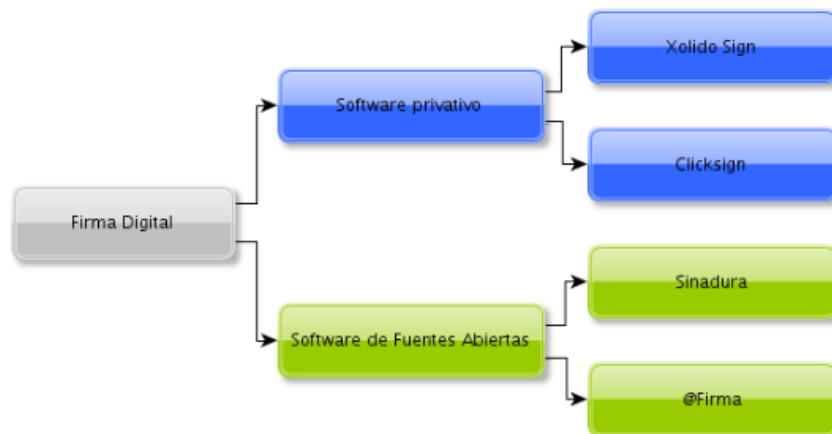 Firma Digital
Software privativo
Xolido Sign
Clicksign
Software de Fuentes Abiertas
Sinadura
@Firma